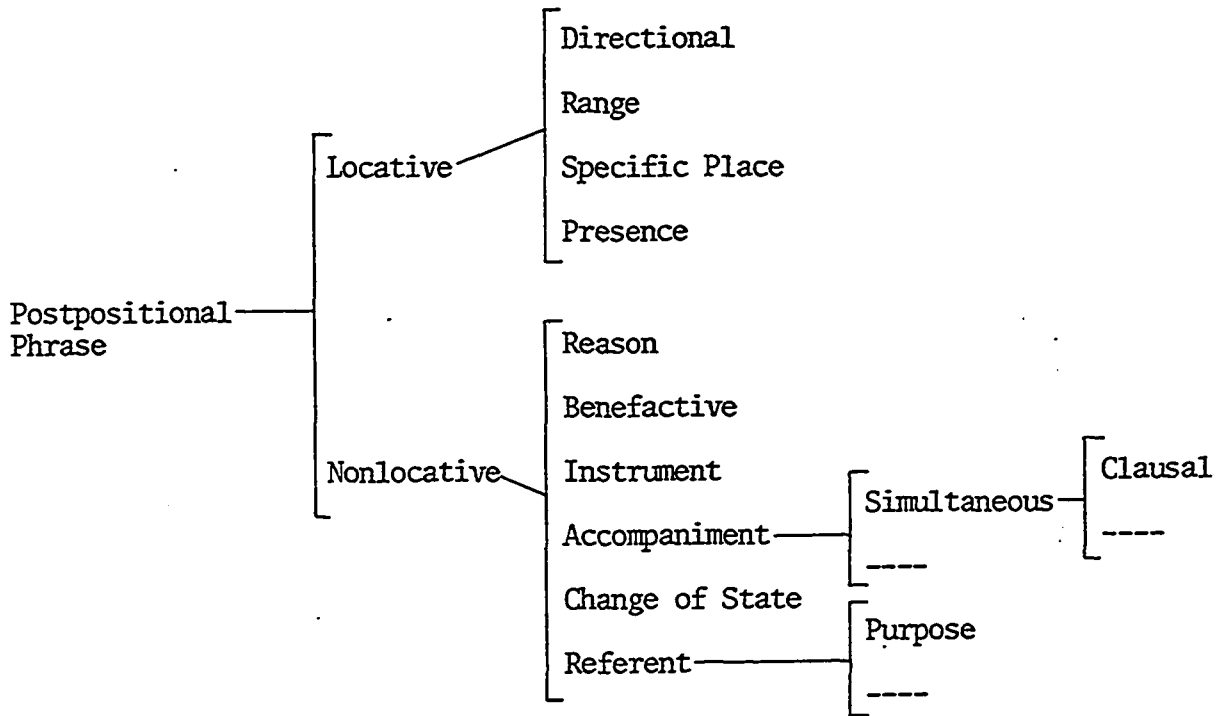 Directional
Range
Locative
Specific Place
Presence
Postpositional
Phrase
Reason
Benefactive
Nonlocative
Instrument
Accompaniment
Simultaneous
Clausal
----
----
Change of State
Referent
Purpose
----